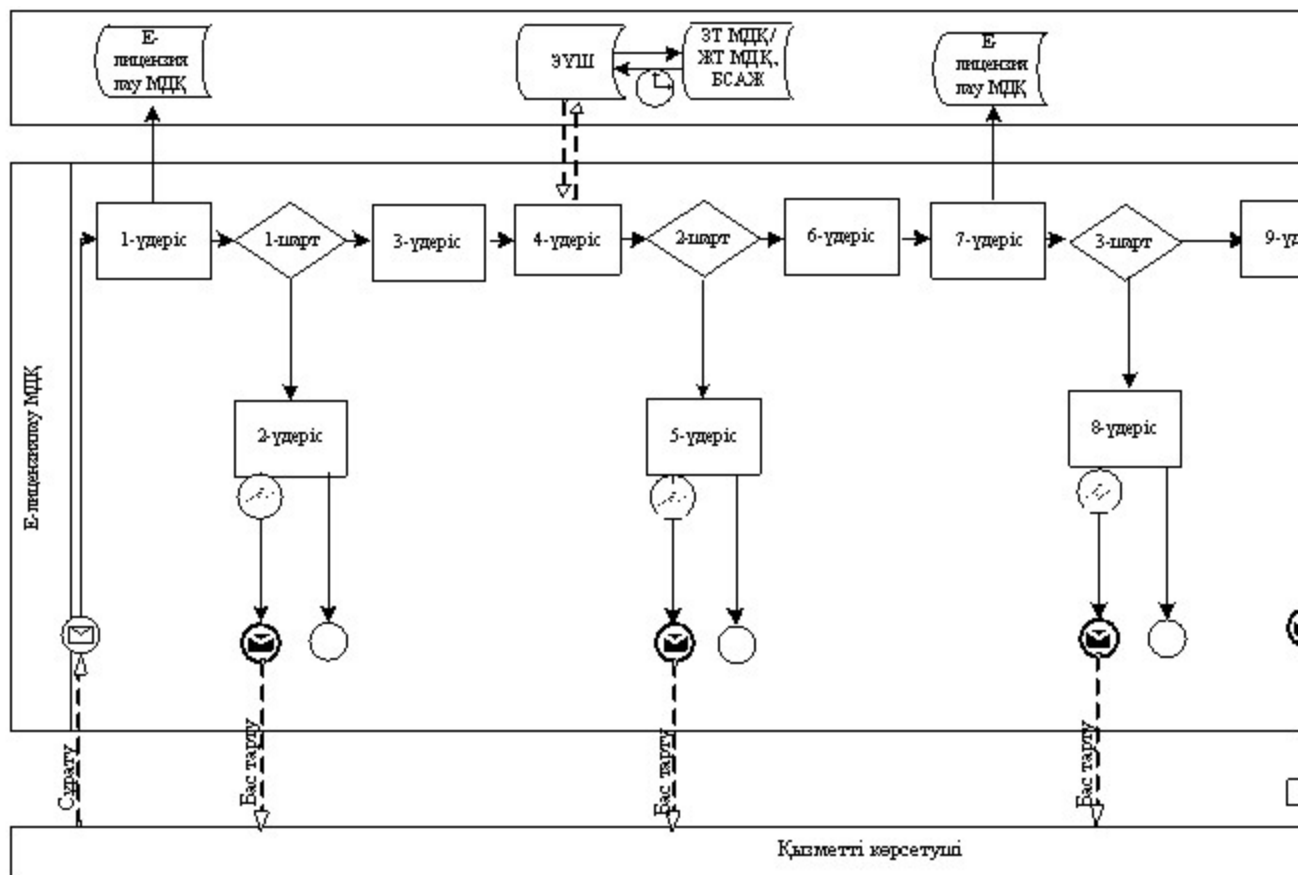 Е-
лицензия
лау МДҚ
ЭҮШ
ЗТ МДҚ/
ЖТ МДҚ,
БСАЖ
Е-
лицензия
лау МДҚ
1-үдеріс
1-шарт
3-үдеріс
4-үдеріс
2-шарт
6-үдеріс
7-үдеріс
3-шарт
9-үд
Е-лицензиялау МДҚ
2-үдеріс
5-үдеріс
8-үдеріс
Сұрату
Бас тарту
Бас тарту
Бас тарту
Қызметті көрсетуші